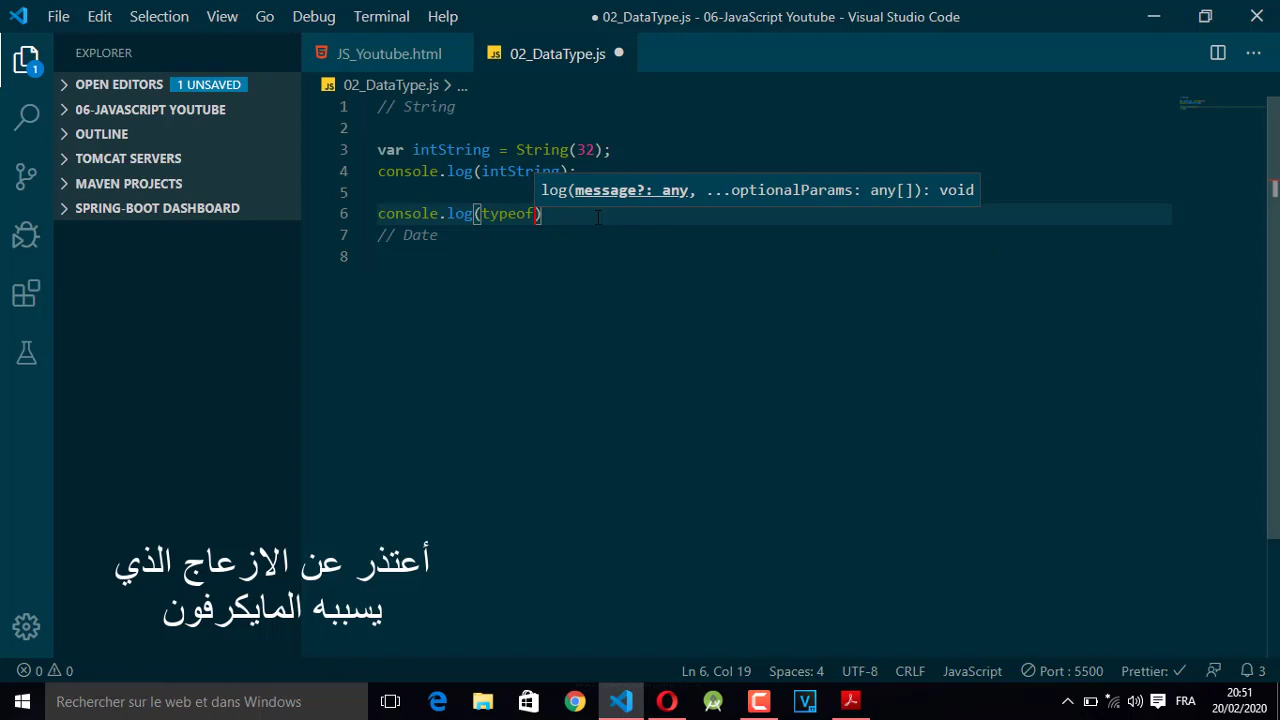 File Edit Selection View Go Debug Terminal Help
● 02_DataType.js - 06-JavaScript Youtube - Visual Studio Code
EXPLORER
JS_Youtube.html
JS 02_DataType.js ●
OPEN EDITORS 1 UNSAVED
06-JAVASCRIPT YOUTUBE
OUTLINE
TOMCAT SERVERS
MAVEN PROJECTS
SPRING-BOOT DASHBOARD
1
JS 02_DataType.js > ...
1 // String
2
3 var intString = String(32);
4 console.log(intString);
log(message?: any, ...optionalParams: any[]): void
5
6 console.log(typeof)
7 // Date
8
أعتذر عن الازعاج الذي
يسببه المايكرفون
0 0
Ln 6, Col 19 Spaces: 4 UTF-8 CRLF JavaScript Port : 5500 Prettier: ✓ 3
Rechercher sur le web et dans Windows
FRA
20:51
20/02/2020